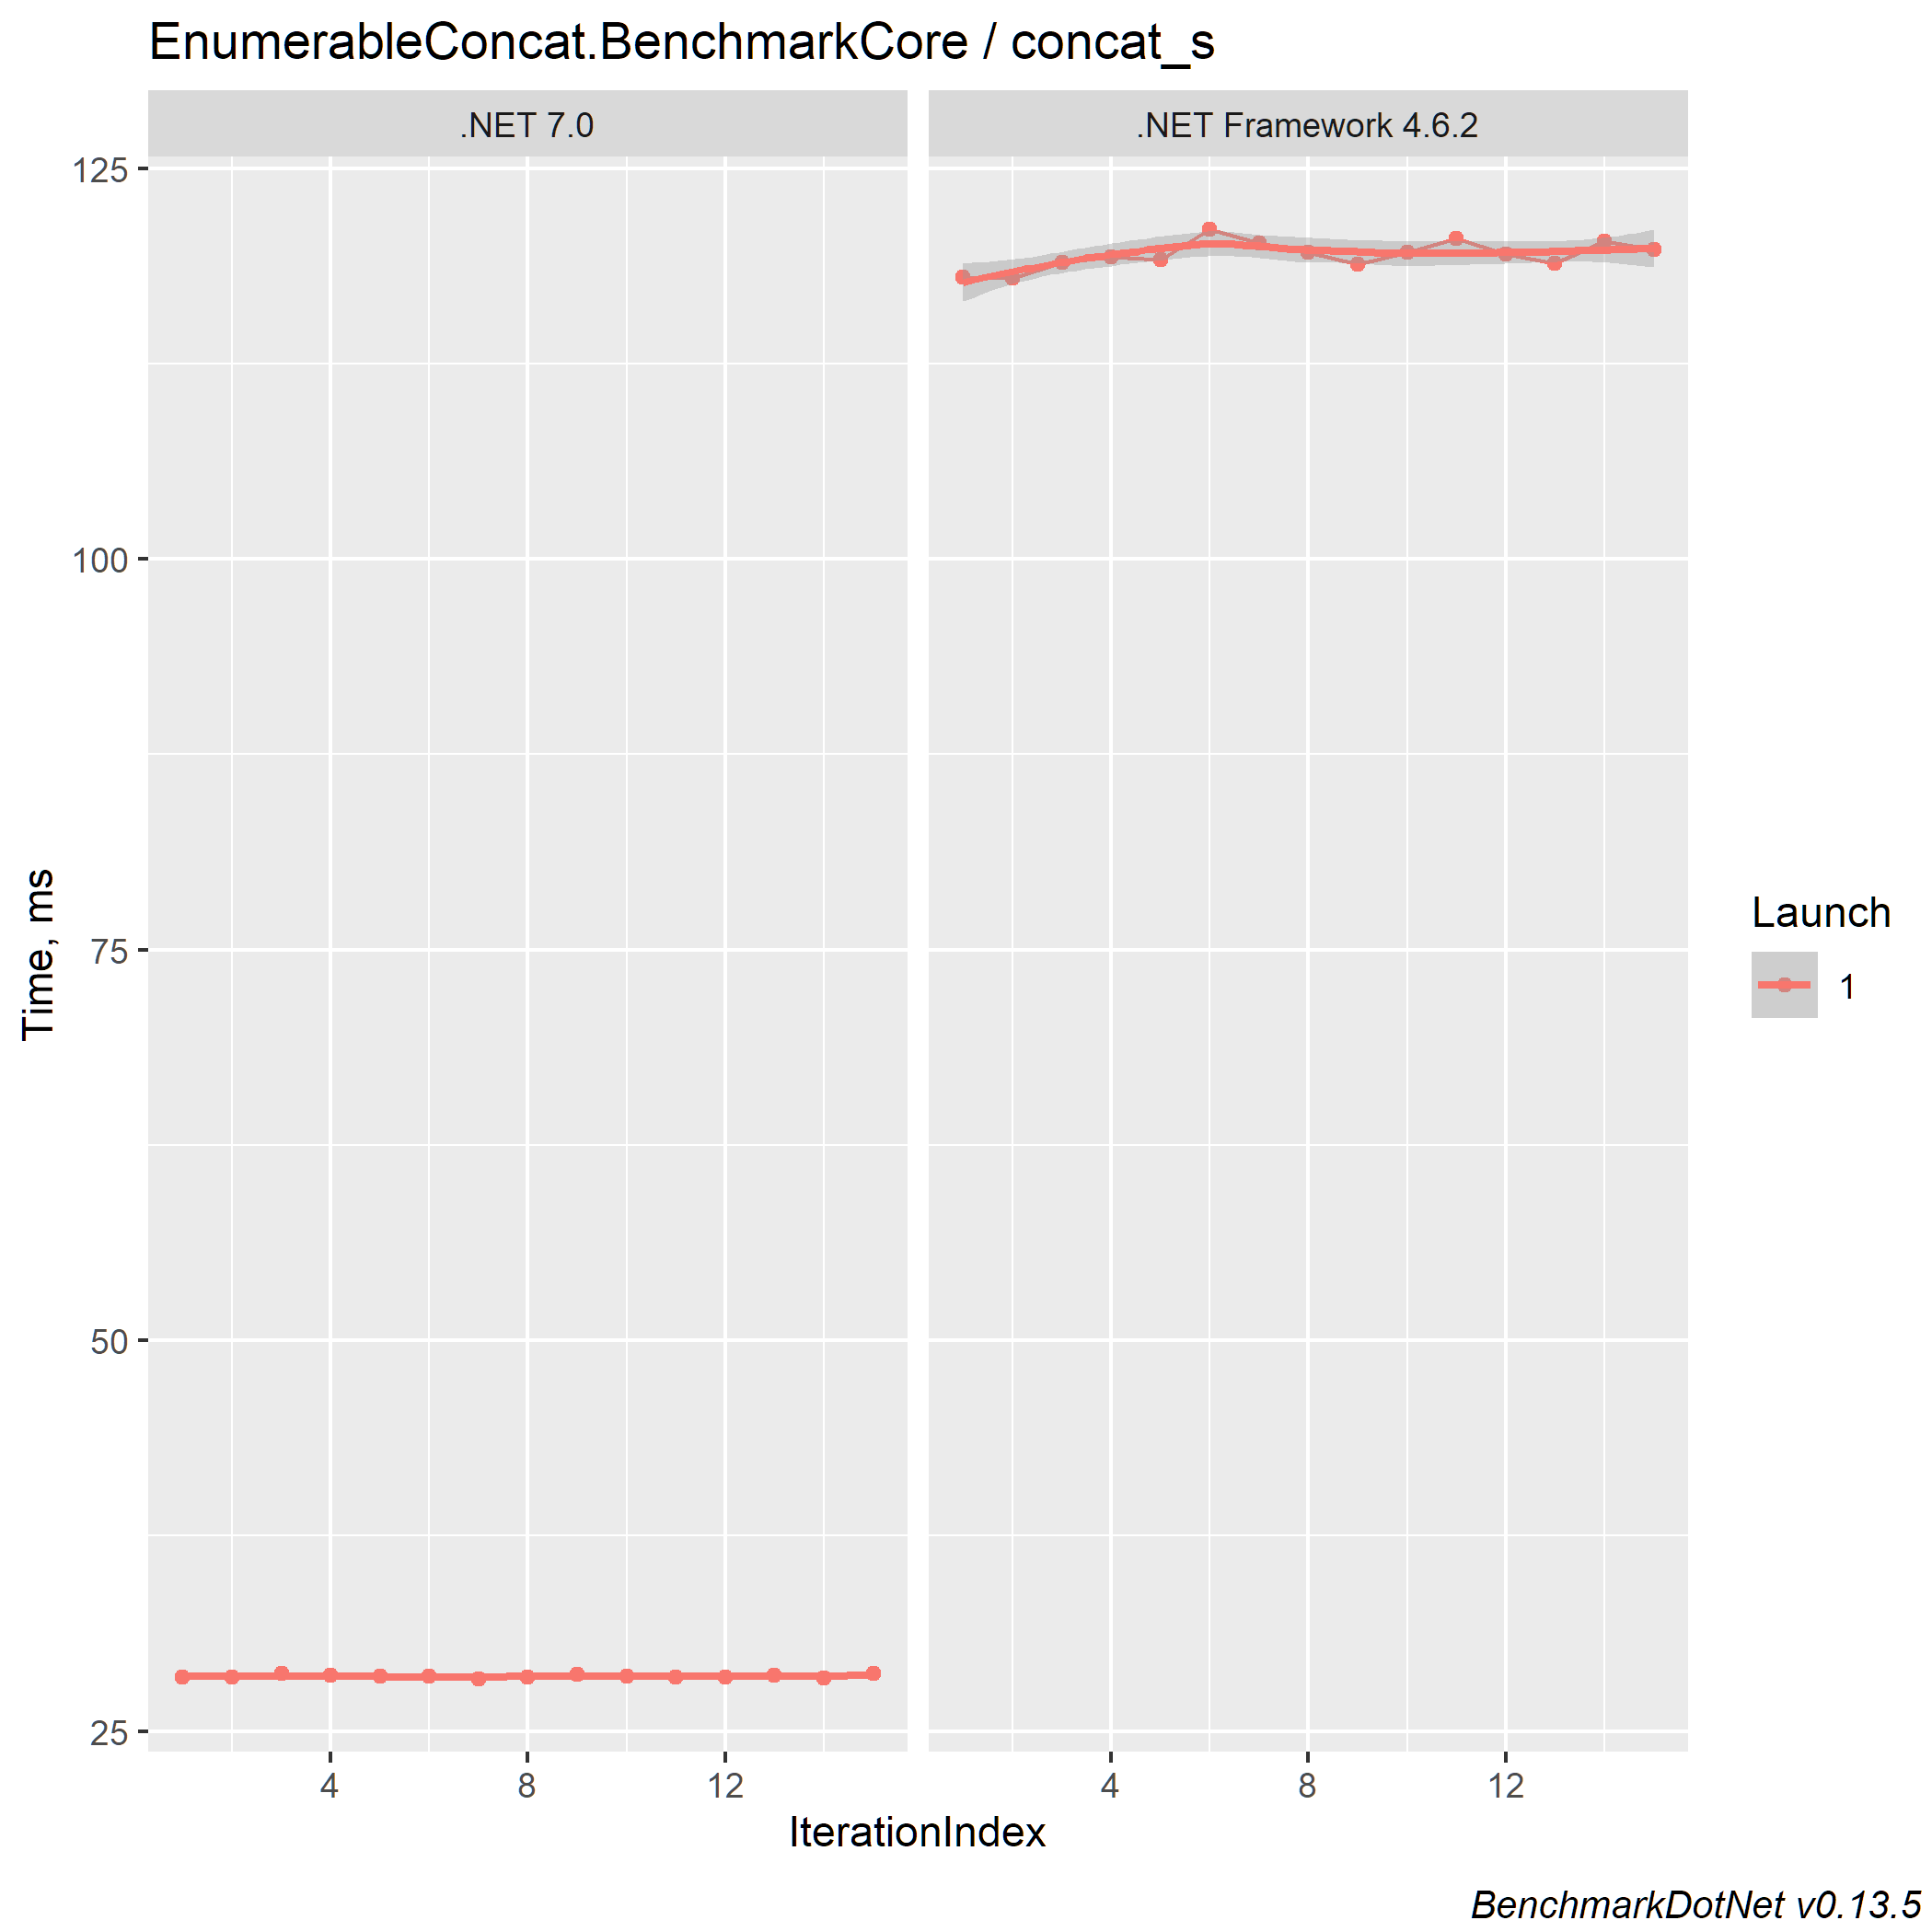 EnumerableConcat.BenchmarkCore / concat_s
.NET 7.0
.NET Framework 4.6.2
125
100
75
50
25
Time, ms
4 8 12
4 8 12
IterationIndex
Launch
1
BenchmarkDotNet v0.13.5